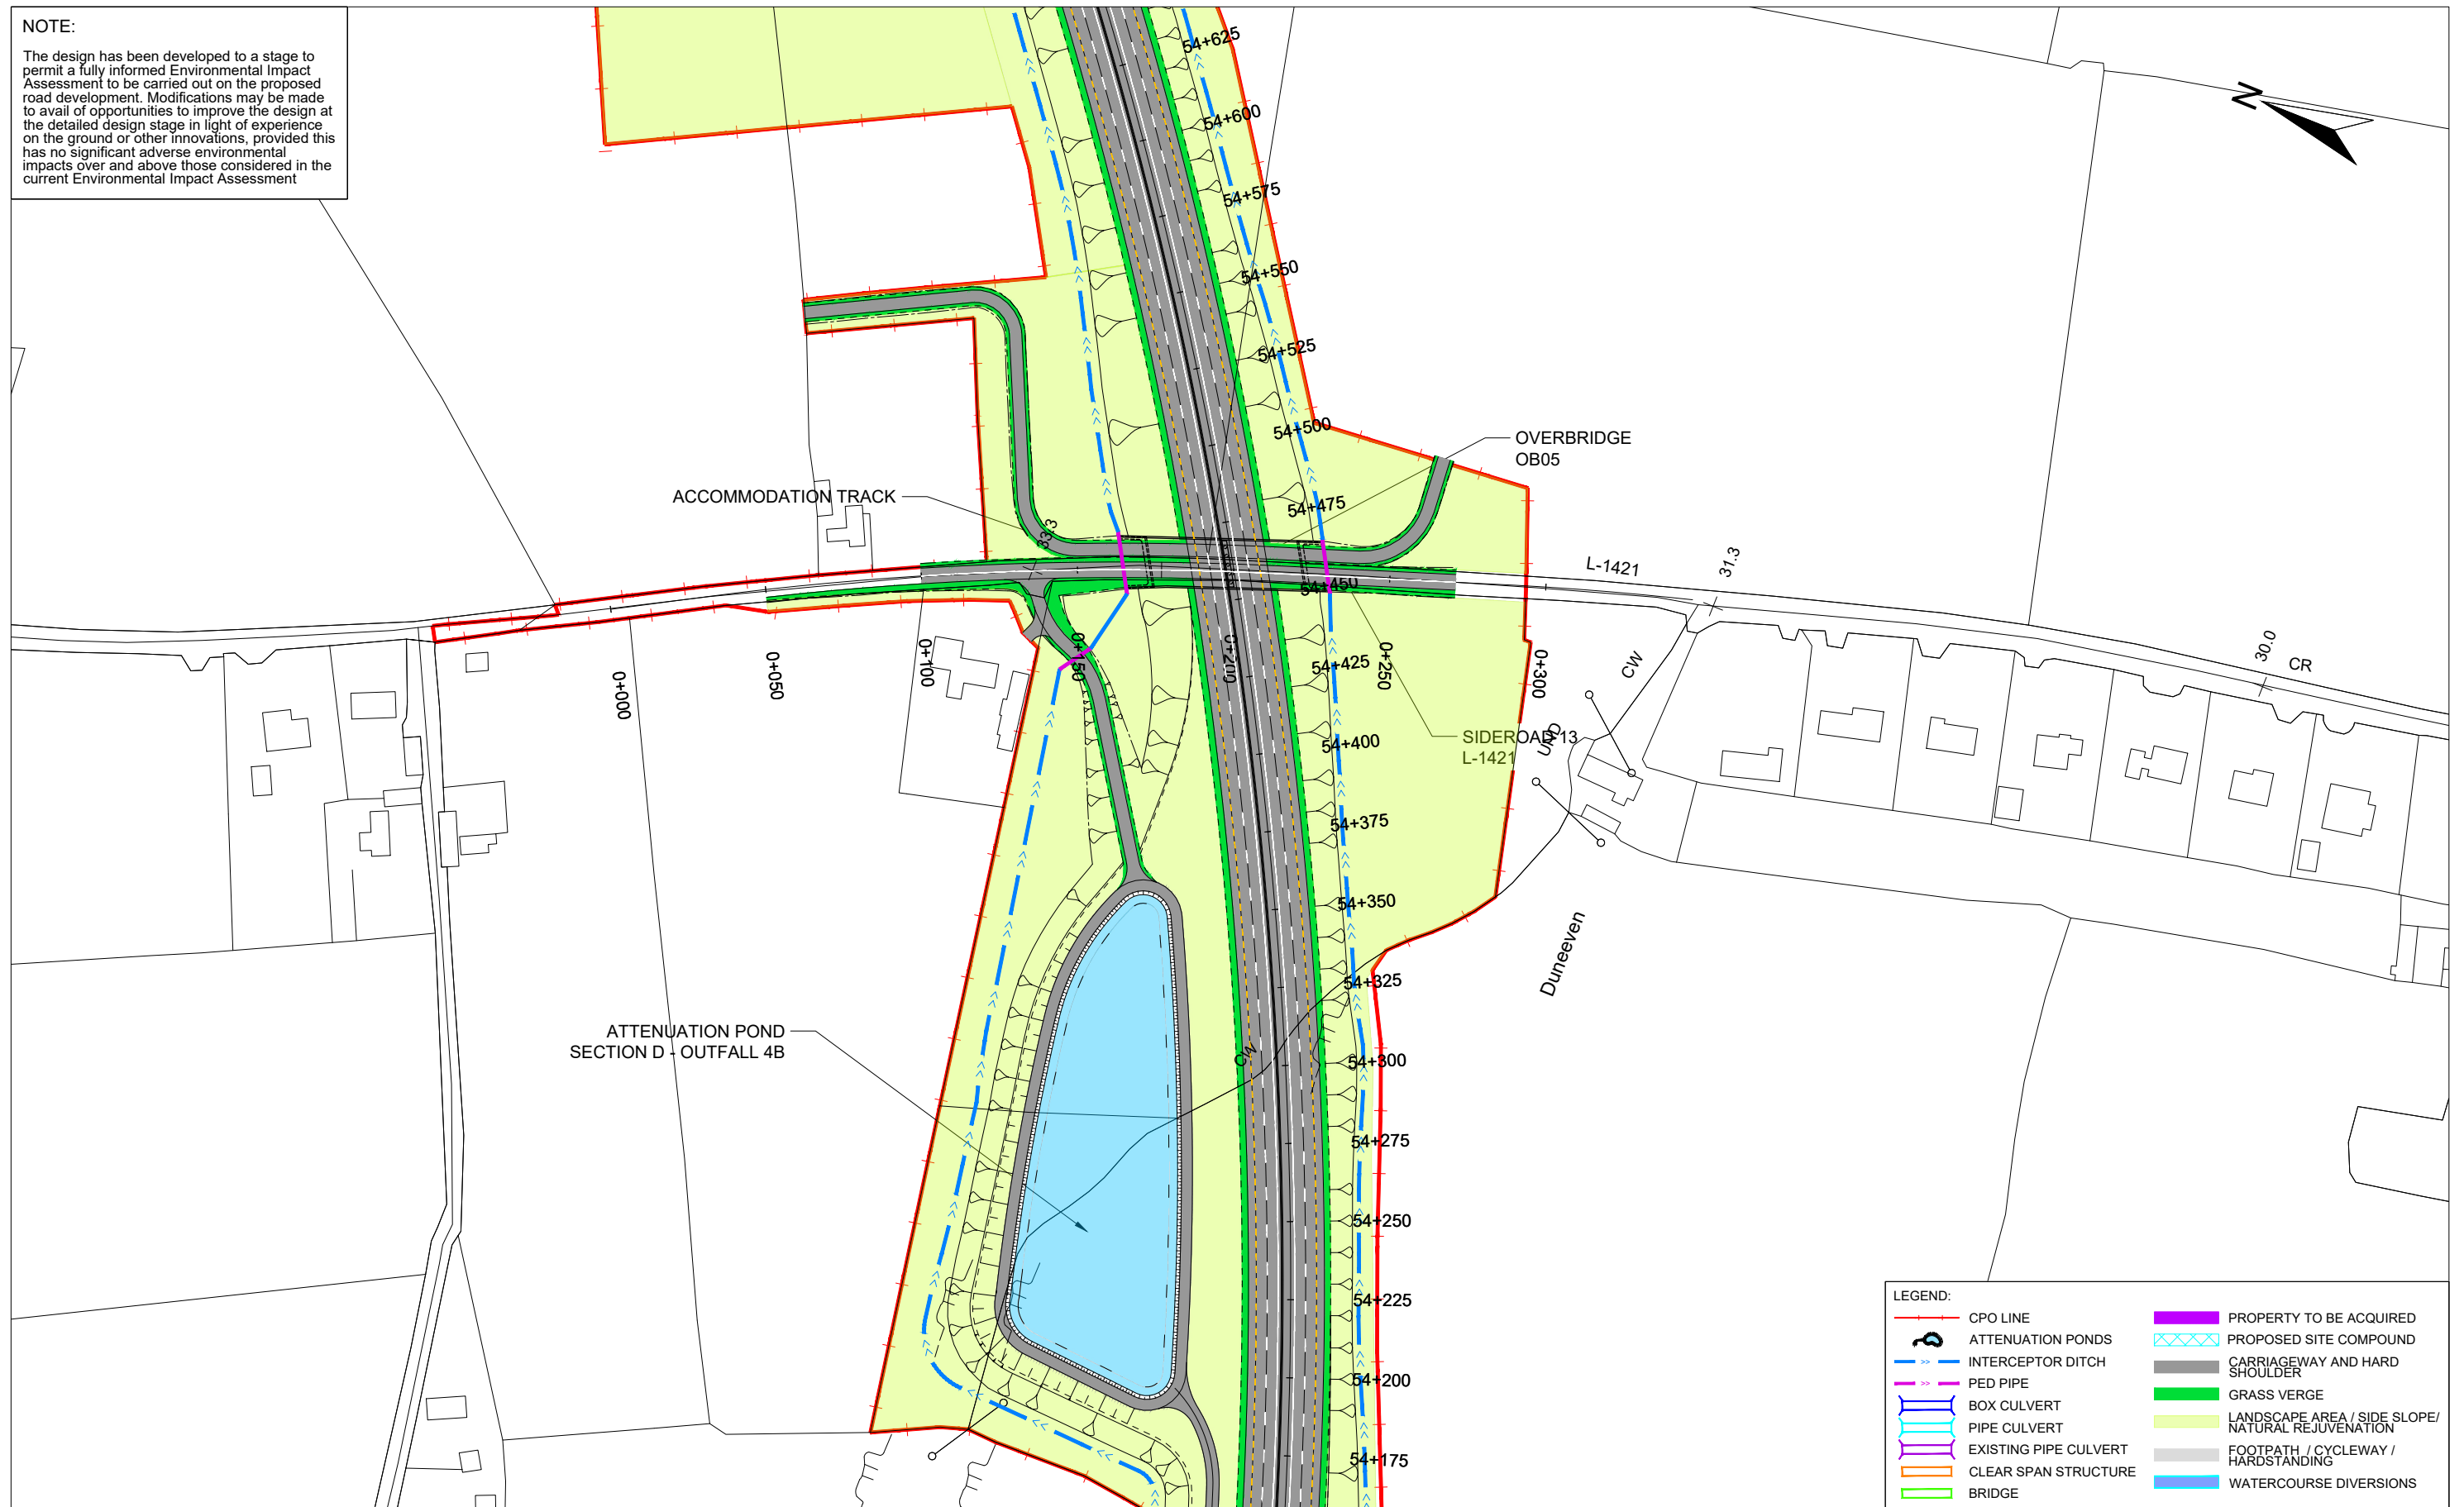 NOTE:
The design has been developed to a stage to
permit a fully informed Environmental Impact
Assessment to be carried out on the proposed
road development. Modifications may be made
to avail of opportunities to improve the design at
the detailed design stage in light of experience
on the ground or other innovations, provided this
has no significant adverse environmental
impacts over and above those considered in the
current Environmental Impact Assessment
N
54+625
54+600
54+575
54+550
54+525
54+500
54+475
54+450
54+425
54+400
54+375
54+350
54+325
54+300
54+275
54+250
54+225
54+200
54+175
OVERBRIDGE
OB05
ACCOMMODATION TRACK
33.3
L-1421
31.3
30.0
CR
CW
UND
0+000
0+050
0+100
0+150
0+200
0+250
0+300
SIDEROAD 13
L-1421
Duneeven
CW
ATTENUATION POND
SECTION D - OUTFALL 4B
LEGEND:
CPO LINE
ATTENUATION PONDS
INTERCEPTOR DITCH
PED PIPE
BOX CULVERT
PIPE CULVERT
EXISTING PIPE CULVERT
CLEAR SPAN STRUCTURE
BRIDGE
PROPERTY TO BE ACQUIRED
PROPOSED SITE COMPOUND
CARRIAGEWAY AND HARD
SHOULDER
GRASS VERGE
LANDSCAPE AREA / SIDE SLOPE/
NATURAL REJUVENATION
FOOTPATH / CYCLEWAY /
HARDSTANDING
WATERCOURSE DIVERSIONS